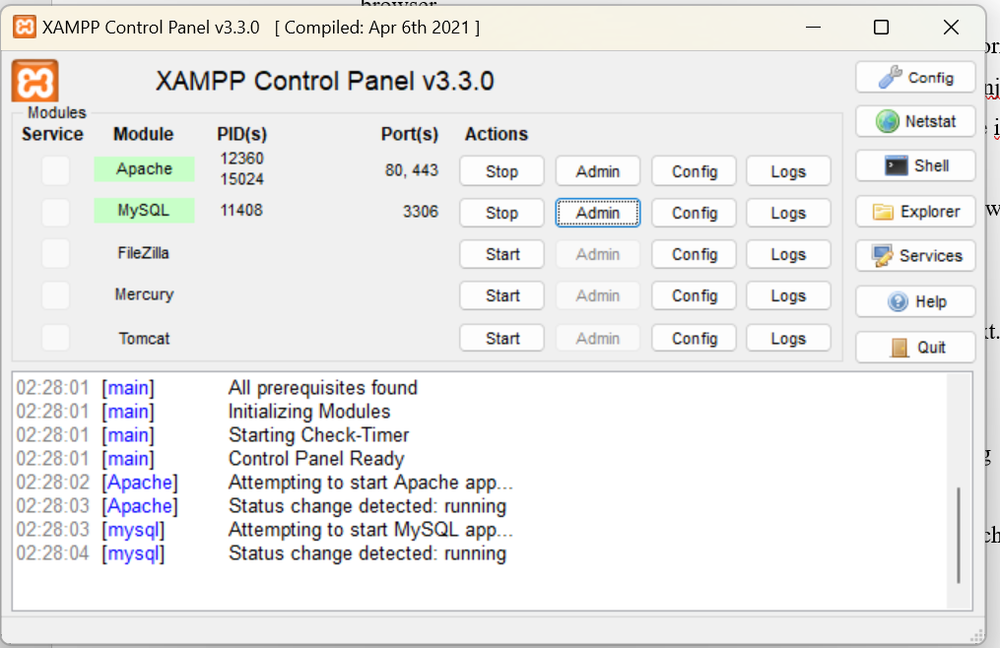 browser
XAMPP Control Panel v3.3.0 [ Compiled: Apr 6th 2021 ]
XAMPP Control Panel v3.3.0
Config
Modules
Netstat
Service Module PID(s) Port(s) Actions
Apache 12360 15024 80, 443 Stop Admin Config Logs
Shell
MySQL 11408 3306 Stop Admin Config Logs
Explorer
FileZilla Start Admin Config Logs
Services
Mercury Start Admin Config Logs
Help
Tomcat Start Admin Config Logs
Quit
02:28:01 [main] All prerequisites found
02:28:01 [main] Initializing Modules
02:28:01 [main] Starting Check-Timer
02:28:01 [main] Control Panel Ready
02:28:02 [Apache] Attempting to start Apache app...
02:28:03 [Apache] Status change detected: running
02:28:03 [mysql] Attempting to start MySQL app...
02:28:04 [mysql] Status change detected: running